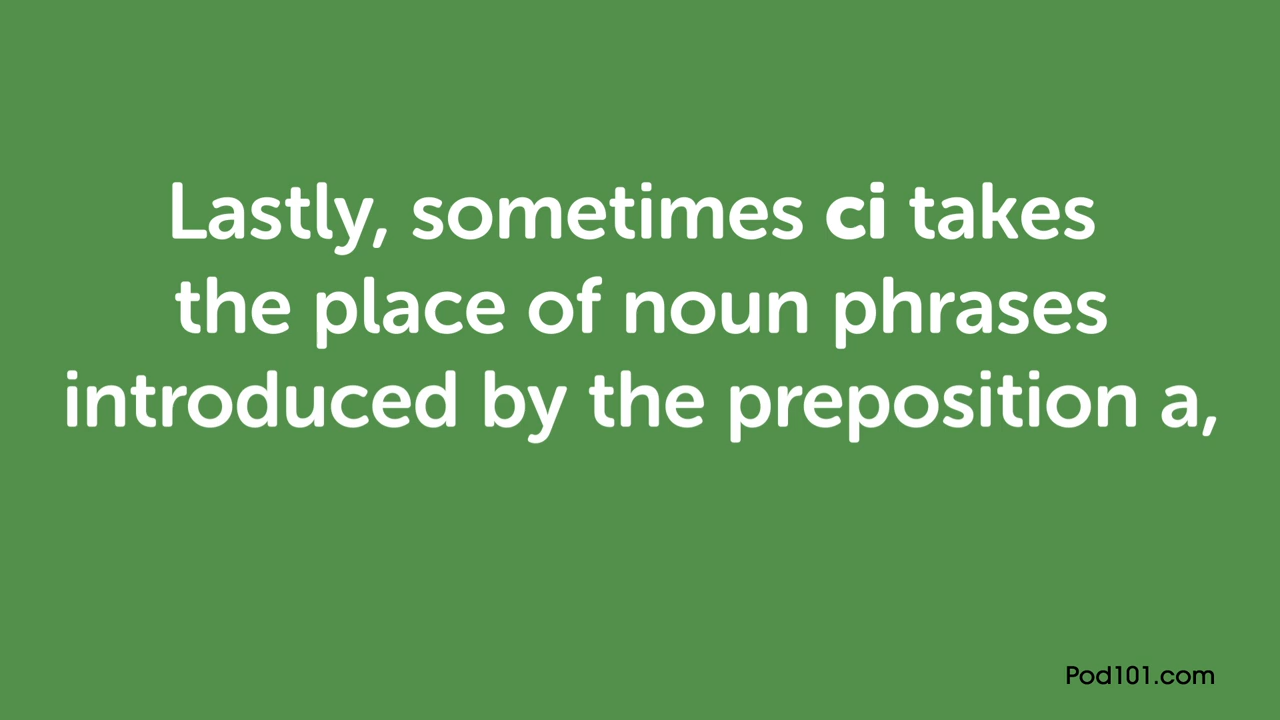 Lastly, sometimes ci takes
the place of noun phrases
introduced by the preposition a,
Pod101.com